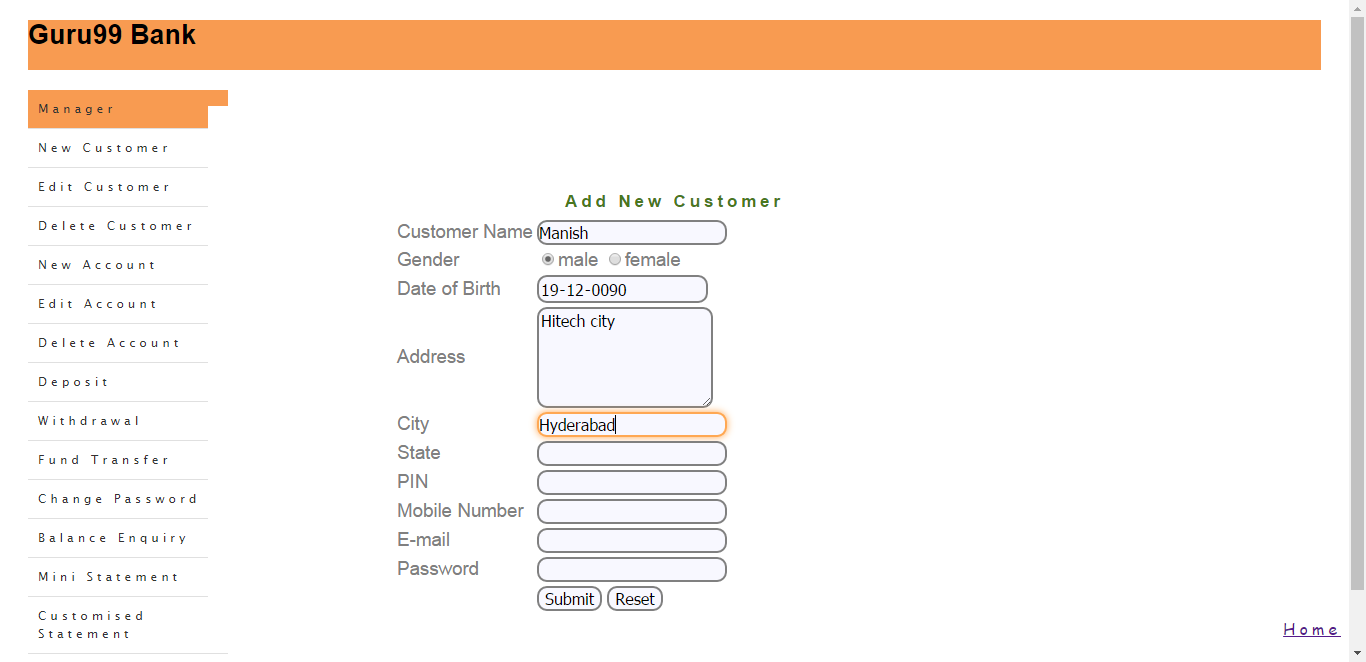 Guru99 Bank
Manager
New Customer
Edit Customer
Delete Customer
New Account
Edit Account
Delete Account
Deposit
Withdrawal
Fund Transfer
Change Password
Balance Enquiry
Mini Statement
Customised
Statement
Add New Customer
Customer Name Manish
Gender male female
Date of Birth 19-12-0090
Address Hitech city
City Hyderabad
State
PIN
Mobile Number
E-mail
Password
Submit Reset
Home